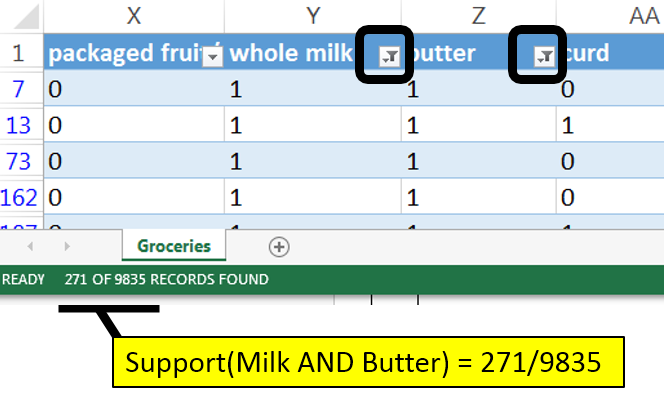 X Y Z AA
1 packaged fruit/ whole milk butter curd
7 0 1 1 0
13 0 1 1 1
73 0 1 1 0
162 0 1 1 0
Groceries
READY 271 OF 9835 RECORDS FOUND
Support(Milk AND Butter) = 271/9835